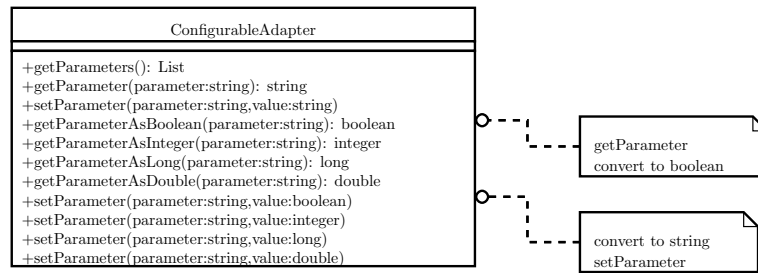 ConfigurableAdapter
+getParameters(): List
+getParameter(parameter:string): string
+setParameter(parameter:string,value:string)
+getParameterAsBoolean(parameter:string): boolean
+getParameterAsInteger(parameter:string): integer
+getParameterAsLong(parameter:string): long
+getParameterAsDouble(parameter:string): double
+setParameter(parameter:string,value:boolean)
+setParameter(parameter:string,value:integer)
+setParameter(parameter:string,value:long)
+setParameter(parameter:string,value:double)
getParameter
convert to boolean
convert to string
setParameter